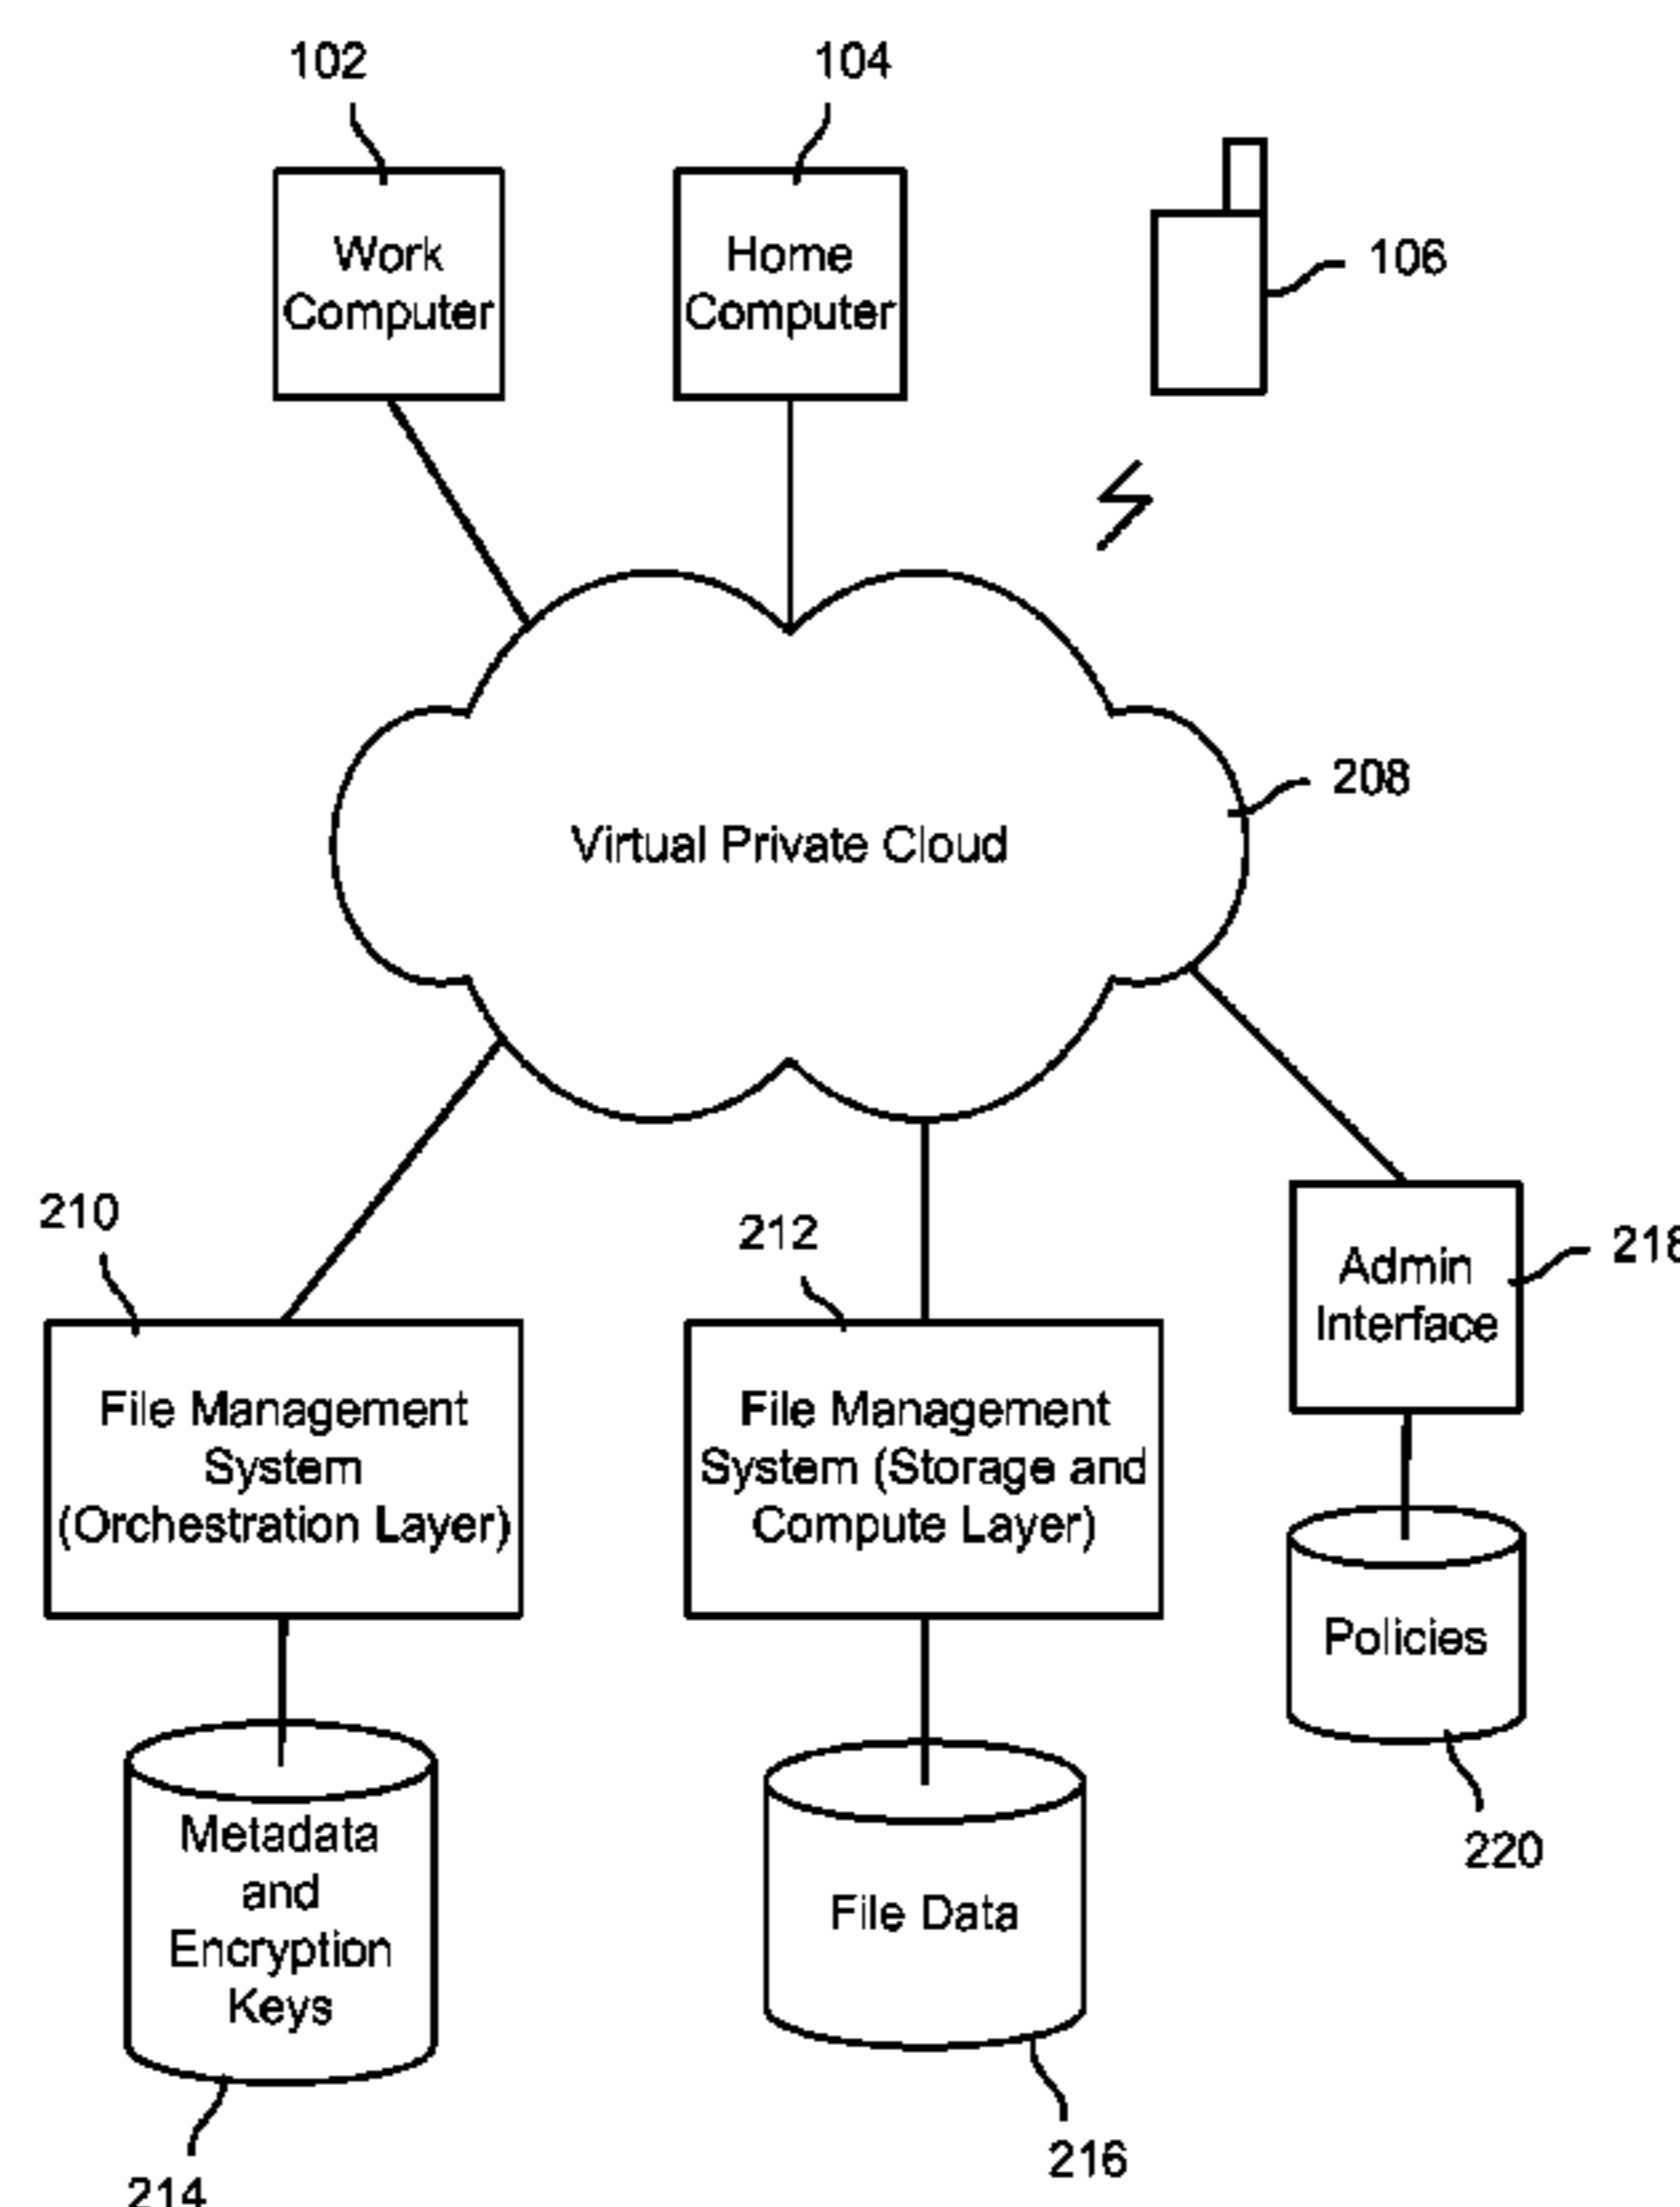 102
104
Work
Computer
Home
Computer
106
208
Virtual Private Cloud
210
212
218
Admin
Interface
File Management
System
(Orchestration Layer)
File Management
System (Storage and
Compute Layer)
Policies
220
Metadata
and
Encryption
Keys
File Data
216
214